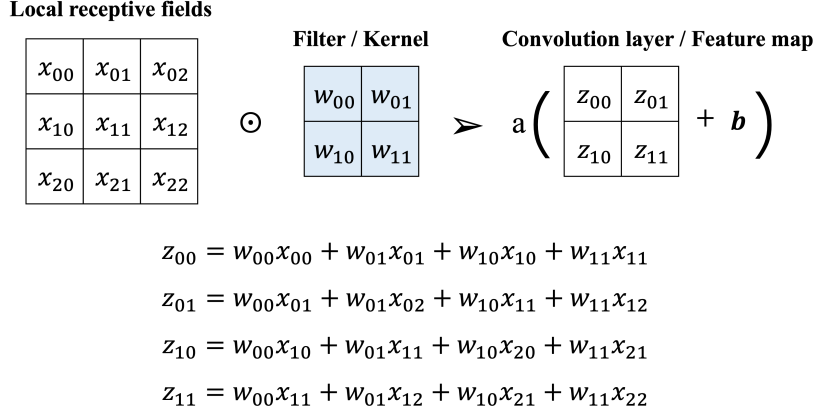 Local receptive fields
Filter / Kernel
Convolution layer / Feature map
x₀₀ x₀₁ x₀₂
x₁₀ x₁₁ x₁₂
x₂₀ x₂₁ x₂₂
⊙
w₀₀ w₀₁
w₁₀ w₁₁
➢
a(
z₀₀ z₀₁
z₁₀ z₁₁
+ b )
z₀₀ = w₀₀x₀₀ + w₀₁x₀₁ + w₁₀x₁₀ + w₁₁x₁₁
z₀₁ = w₀₀x₀₁ + w₀₁x₀₂ + w₁₀x₁₁ + w₁₁x₁₂
z₁₀ = w₀₀x₁₀ + w₀₁x₁₁ + w₁₀x₂₀ + w₁₁x₂₁
z₁₁ = w₀₀x₁₁ + w₀₁x₁₂ + w₁₀x₂₁ + w₁₁x₂₂